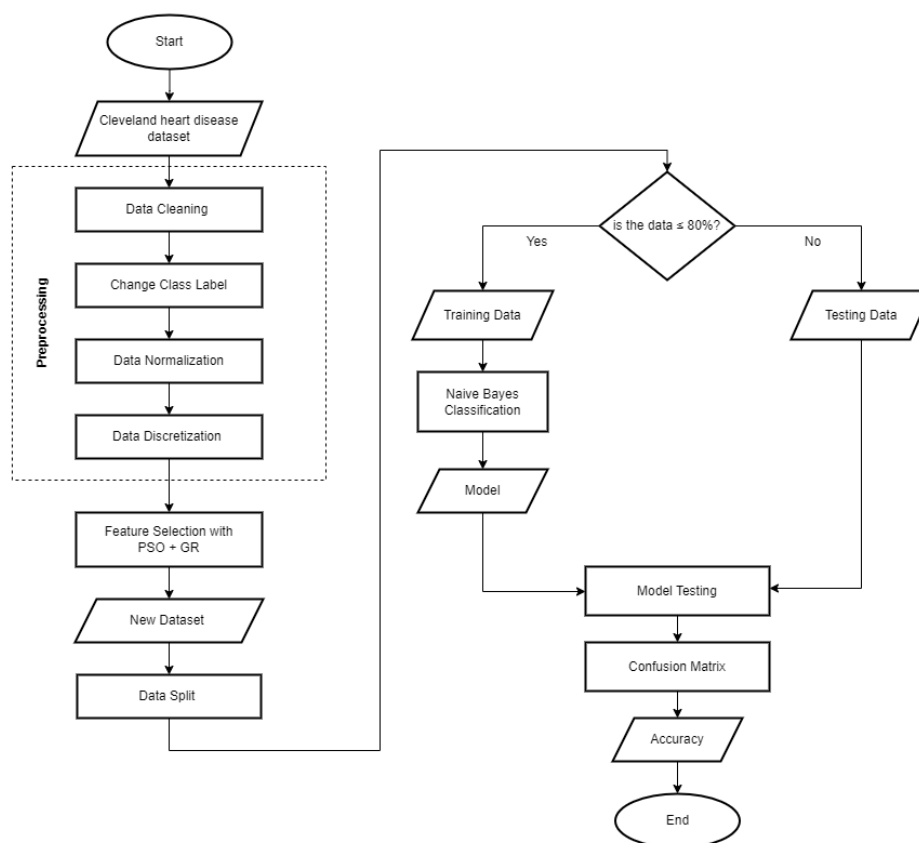 Start
Cleveland heart disease
dataset
Preprocessing
Data Cleaning
Change Class Label
Data Normalization
Data Discretization
Feature Selection with
PSO + GR
New Dataset
Data Split
is the data ≤ 80%?
Yes
No
Training Data
Testing Data
Naive Bayes
Classification
Model
Model Testing
Confusion Matrix
Accuracy
End